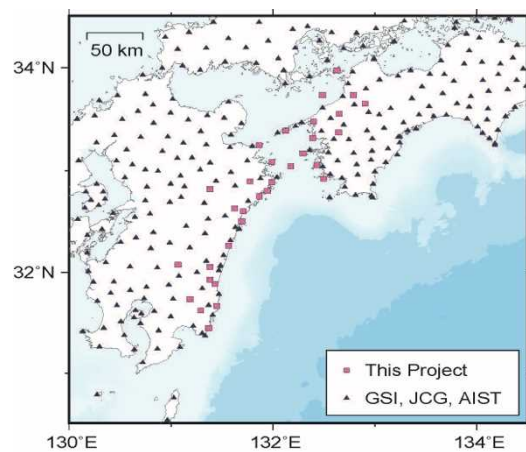 50 km
34°N
32°N
This Project
GSI, JCG, AIST
130°E
132°E
134°E